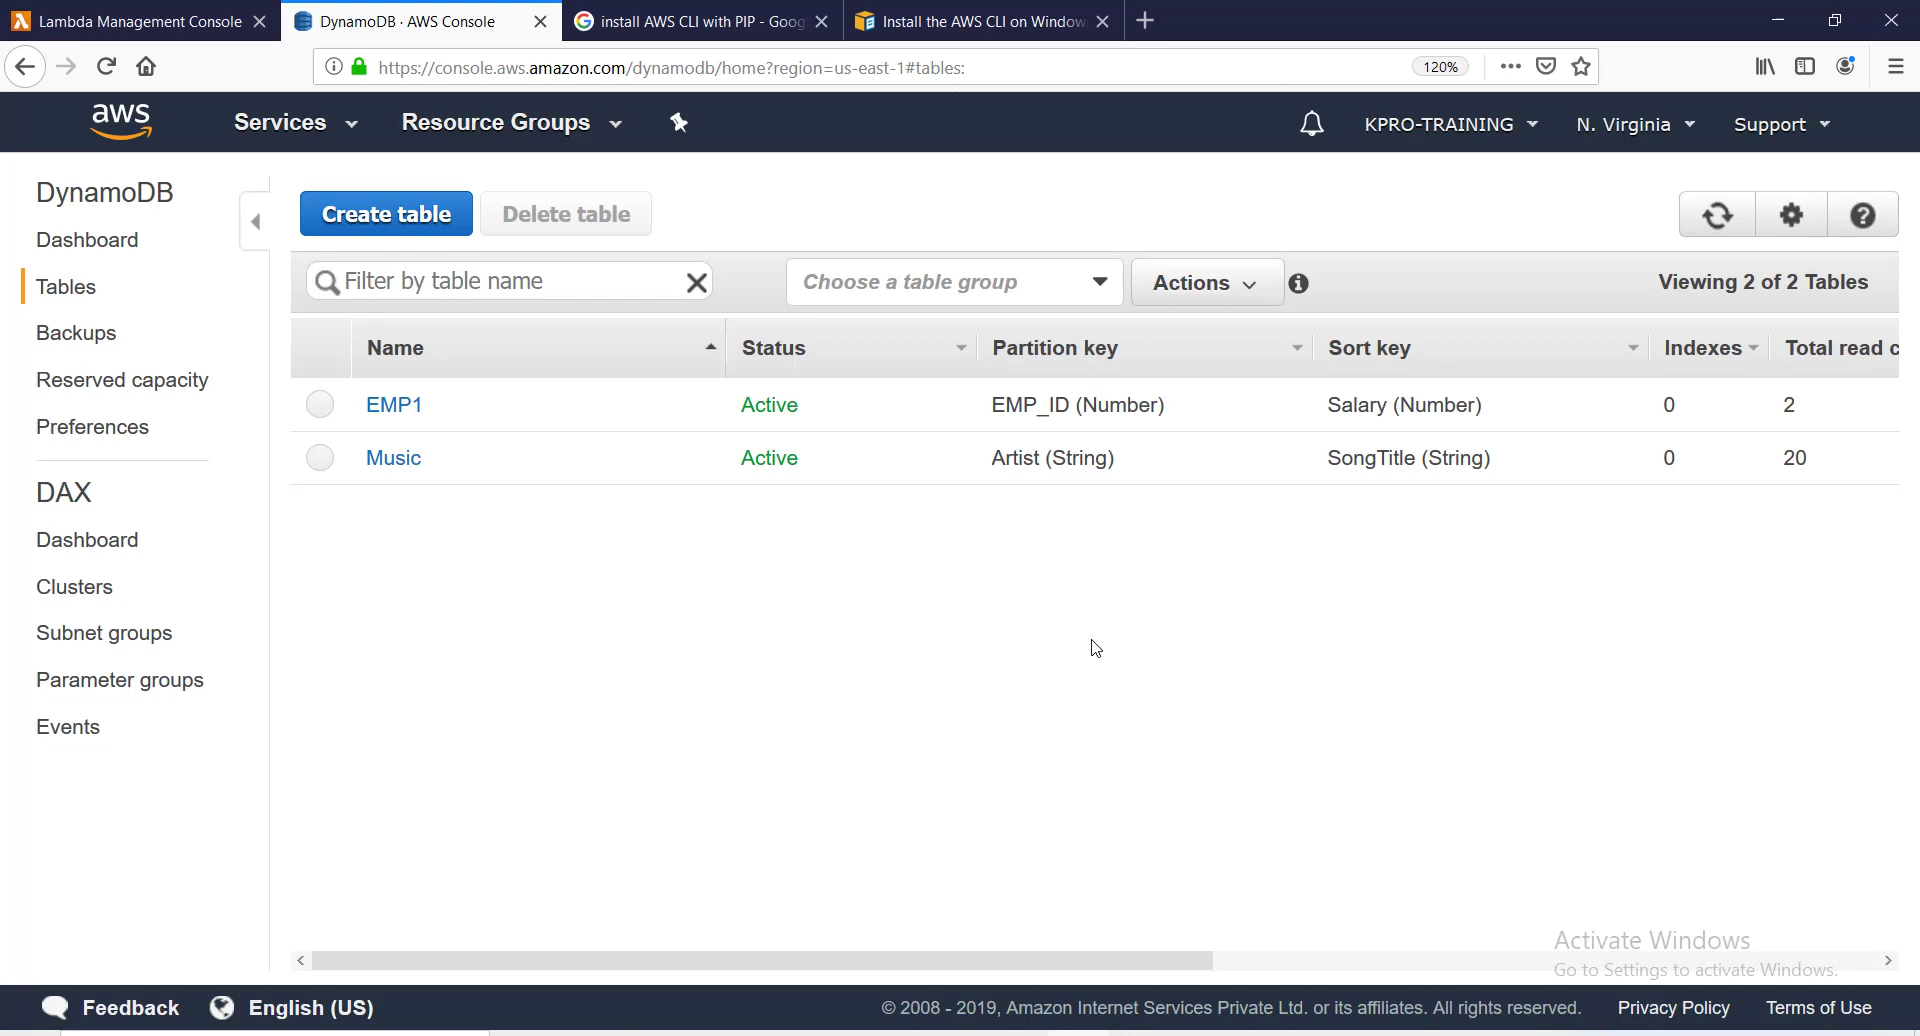 Lambda Management Console
DynamoDB · AWS Console
install AWS CLI with PIP - Goog
Install the AWS CLI on Window
https://console.aws.amazon.com/dynamodb/home?region=us-east-1#tables:
120%
aws
Services
Resource Groups
KPRO-TRAINING
N. Virginia
Support
DynamoDB
Dashboard
Tables
Backups
Reserved capacity
Preferences
DAX
Dashboard
Clusters
Subnet groups
Parameter groups
Events
Create table
Delete table
Filter by table name
Choose a table group
Actions
Viewing 2 of 2 Tables
Name Status Partition key Sort key Indexes Total read c
EMP1 Active EMP_ID (Number) Salary (Number) 0 2
Music Active Artist (String) SongTitle (String) 0 20
Activate Windows
Go to Settings to activate Windows.
Feedback
English (US)
© 2008 - 2019, Amazon Internet Services Private Ltd. or its affiliates. All rights reserved.
Privacy Policy
Terms of Use